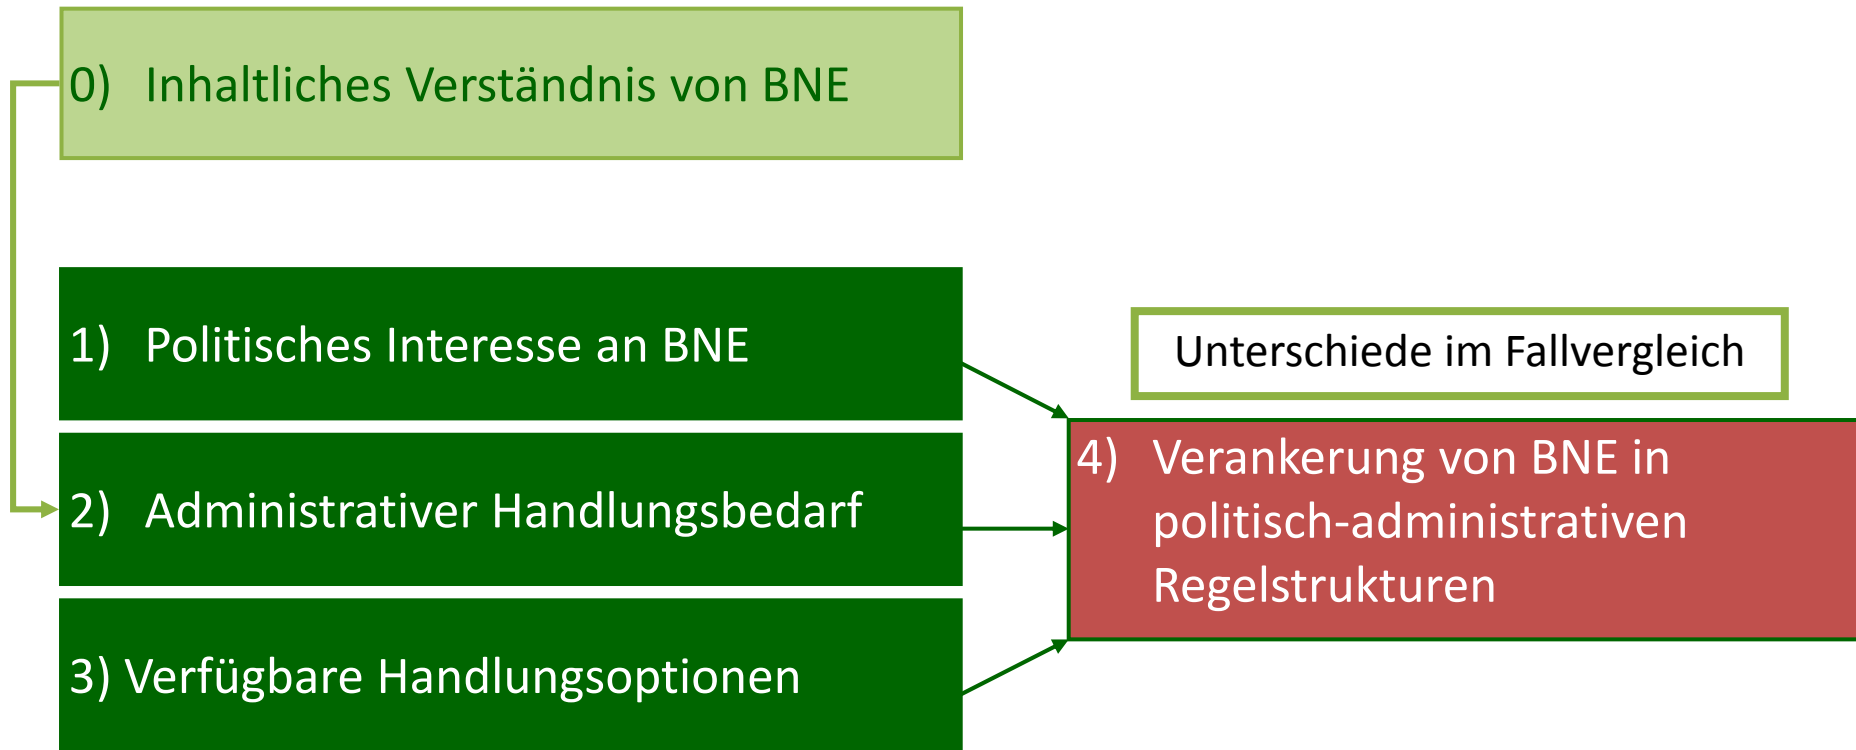 0) Inhaltliches Verständnis von BNE
1) Politisches Interesse an BNE
2) Administrativer Handlungsbedarf
3) Verfügbare Handlungsoptionen
Unterschiede im Fallvergleich
4) Verankerung von BNE in
politisch-administrativen
Regelstrukturen